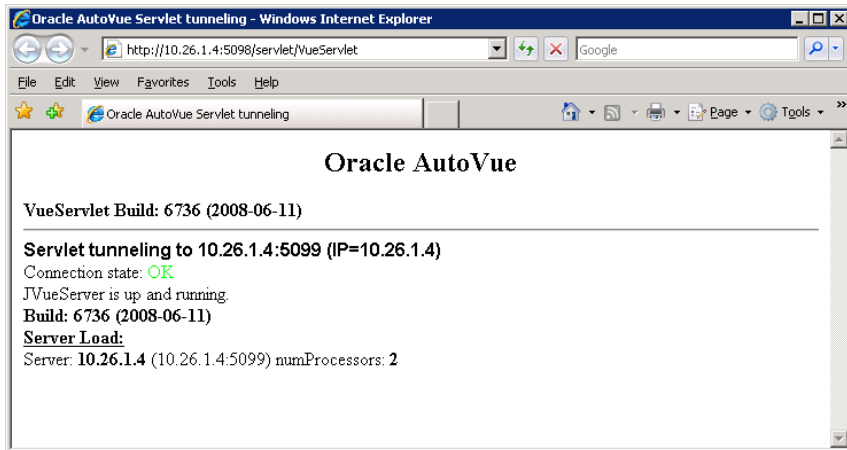 Oracle AutoVue Servlet tunneling - Windows Internet Explorer
http://10.26.1.4:5098/servlet/VueServlet
Google
File Edit View Favorites Tools Help
Oracle AutoVue Servlet tunneling
Page Tools »
Oracle AutoVue
VueServlet Build: 6736 (2008-06-11)
Servlet tunneling to 10.26.1.4:5099 (IP=10.26.1.4)
Connection state: OK
JVueServer is up and running.
Build: 6736 (2008-06-11)
Server Load:
Server: 10.26.1.4 (10.26.1.4:5099) numProcessors: 2